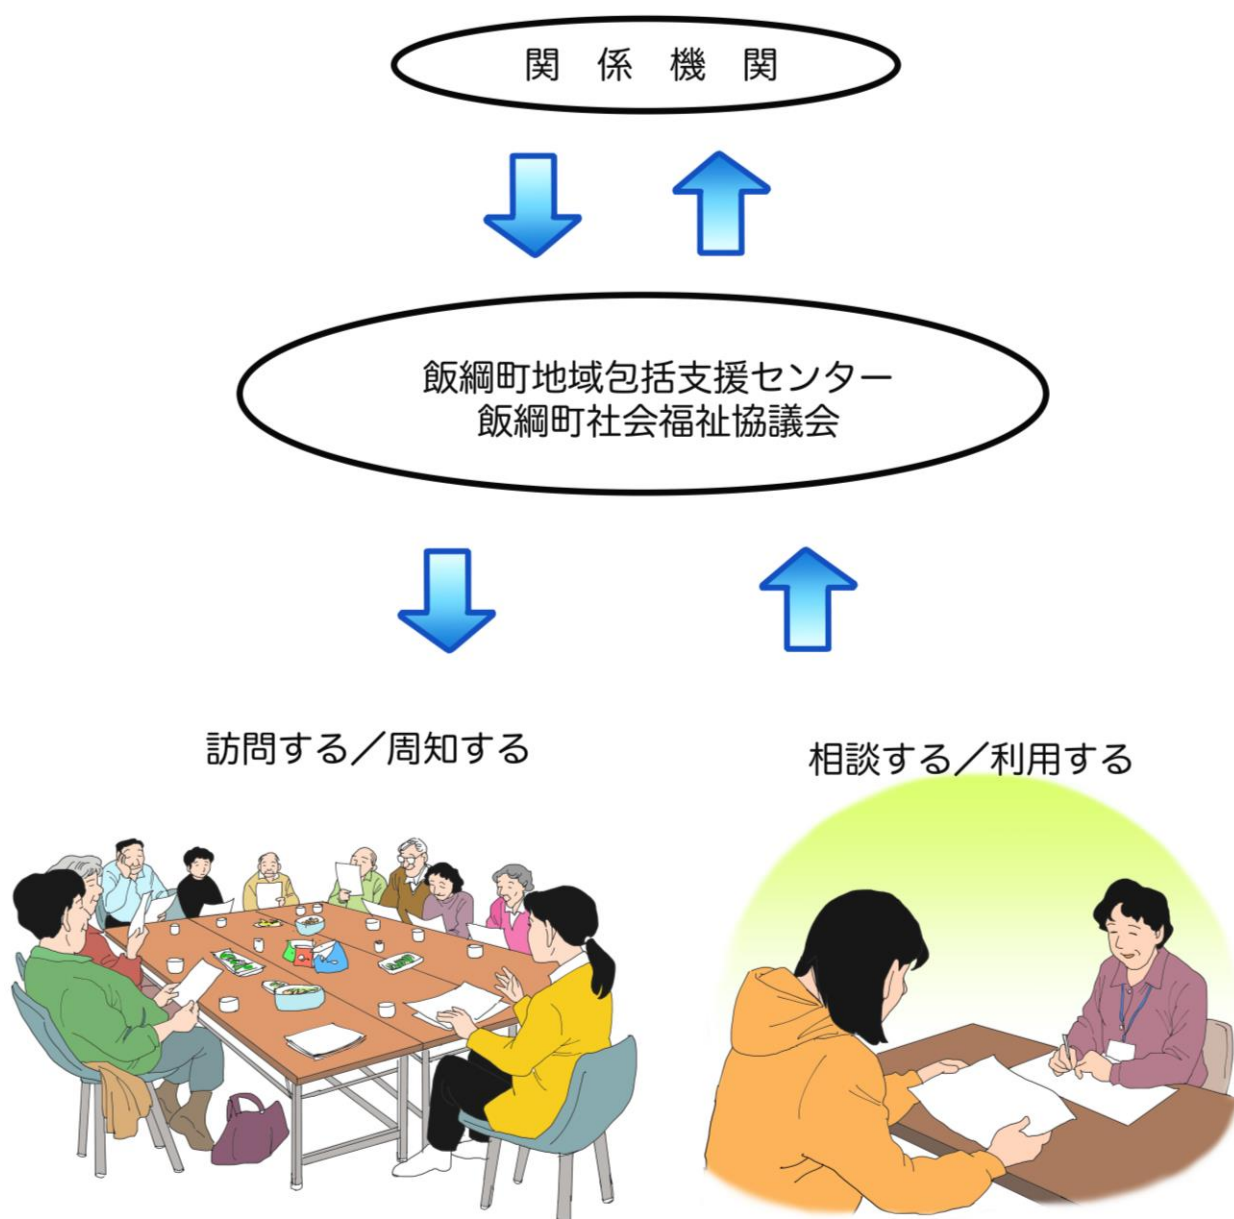 関係機関
飯綱町地域包括支援センター
飯綱町社会福祉協議会
訪問する／周知する
相談する／利用する